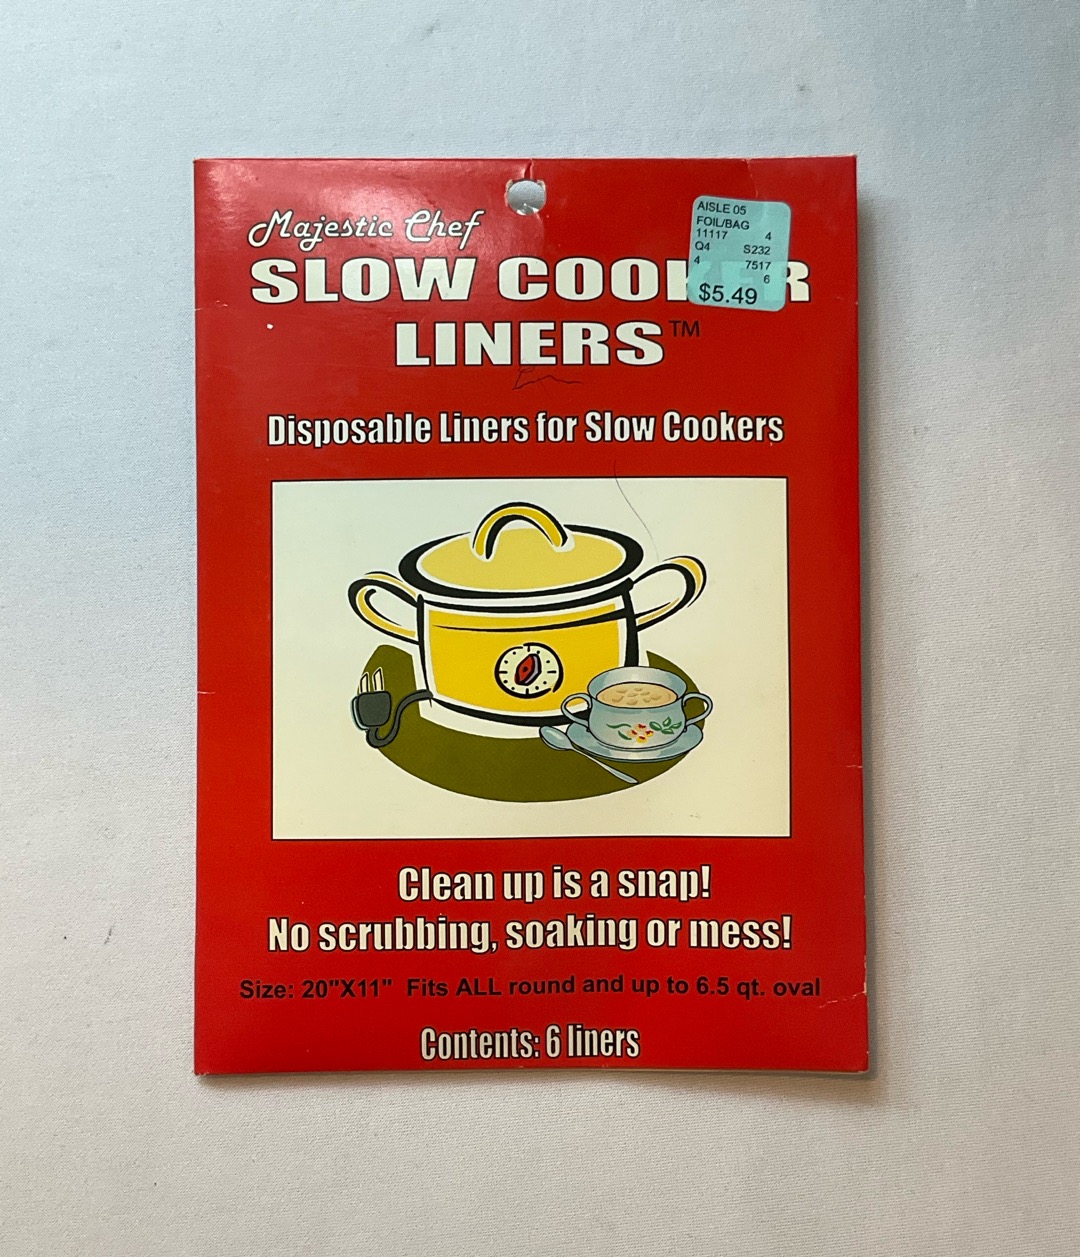 Majestic Chef
SLOW COOKER
LINERS™
AISLE 05
FOIL/BAG
11117 4
Q4 S232
4 7517
6
$5.49
Disposable Liners for Slow Cookers
Clean up is a snap!
No scrubbing, soaking or mess!
Size: 20"X11" Fits ALL round and up to 6.5 qt. oval
Contents: 6 liners